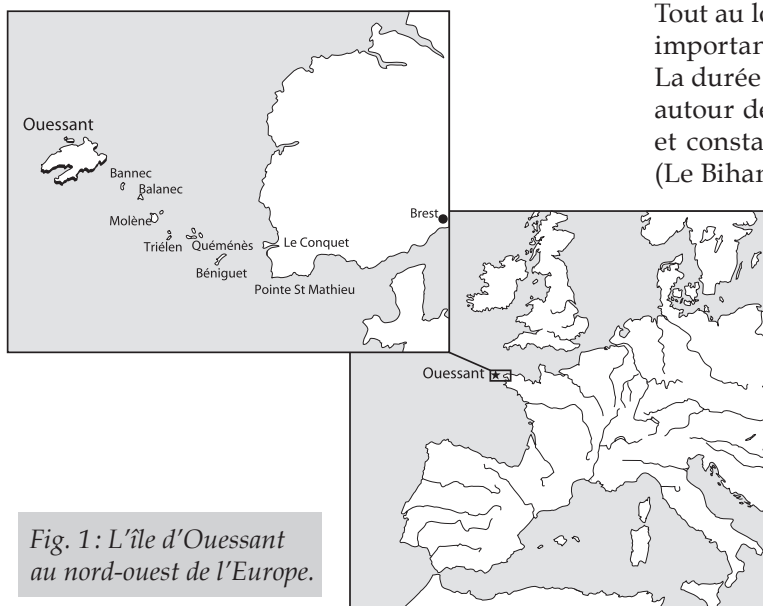 Tout au
importan
La durée
autour de
et consta
(Le Bihan
Ouessant
Bannec
Balanec
Molène
Triélen
Quéménès
Béniguet
Le Conquet
Pointe St Mathieu
Brest
Ouessant
Fig. 1 : L'île d'Ouessant
au nord-ouest de l'Europe.